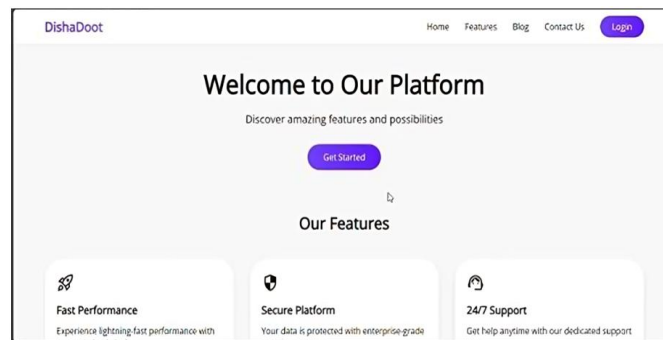 DishaDoot
Home Features Blog Contact Us Login
Welcome to Our Platform
Discover amazing features and possibilities
Get Started
Our Features
Fast Performance
Secure Platform
24/7 Support
Experience lightning-fast performance with
Your data is protected with enterprise-grade
Get help anytime with our dedicated support